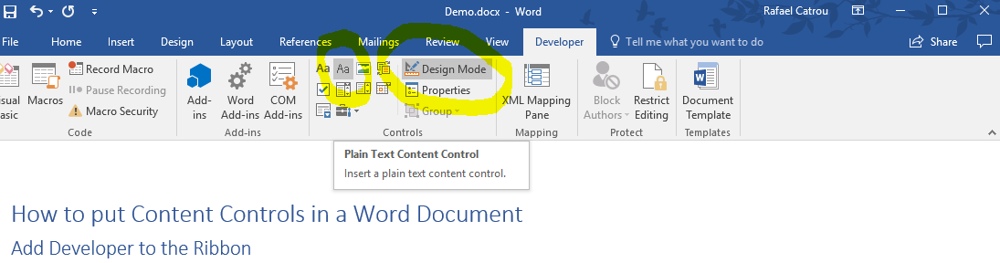 Demo.docx - Word
Rafael Catrou
File Home Insert Design Layout References Mailings Review View Developer Tell me what you want to do Share
Record Macro
Pause Recording
Macro Security
Macros
Code
Add-
ins
Word
Add-ins
COM
Add-ins
Add-ins
Aa Aa
Design Mode
Properties
Group
Controls
XML Mapping
Pane
Mapping
Block
Authors
Restrict
Editing
Protect
Document
Template
Templates
Plain Text Content Control
Insert a plain text content control.
How to put Content Controls in a Word Document
Add Developer to the Ribbon